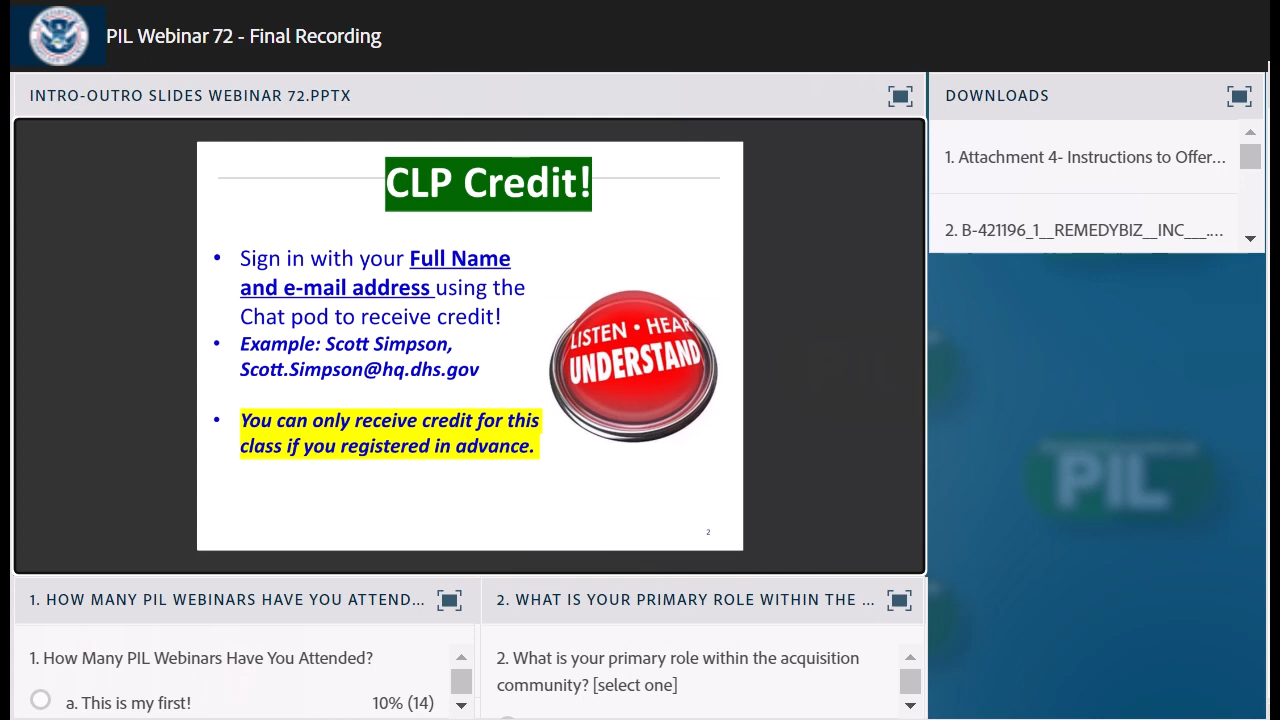 PIL Webinar 72 - Final Recording
INTRO-OUTRO SLIDES WEBINAR 72.PPTX
DOWNLOADS
1. Attachment 4- Instructions to Offer...
2. B-421196_1__REMEDYBIZ__INC___....
CLP Credit!
• Sign in with your Full Name
and e-mail address using the
Chat pod to receive credit!
• Example: Scott Simpson,
Scott.Simpson@hq.dhs.gov
• You can only receive credit for this
class if you registered in advance.
LISTEN • HEAR
UNDERSTAND
2
PIL
1. HOW MANY PIL WEBINARS HAVE YOU ATTEND...
1. How Many PIL Webinars Have You Attended?
a. This is my first! 10% (14)
2. WHAT IS YOUR PRIMARY ROLE WITHIN THE ...
2. What is your primary role within the acquisition
community? [select one]